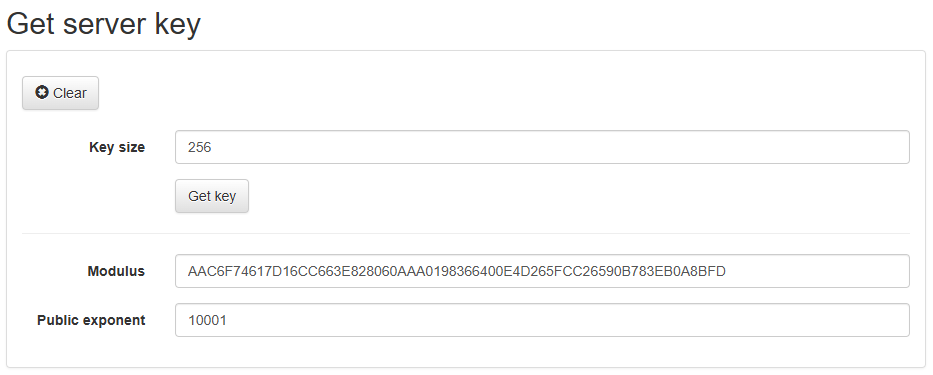 Get server key
Clear
Key size
256
Get key
Modulus
AAC6F74617D16CC663E828060AAA0198366400E4D265FCC26590B783EB0A8BFD
Public exponent
10001